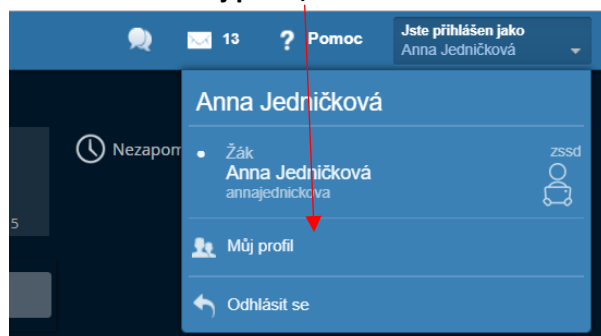 13 ? Pomoc Jste přihlášen jako
Anna Jedničková
Anna Jedničková
Nezapom
Žák zssd
Anna Jedničková
annajednickova
5
Můj profil
Odhlásit se